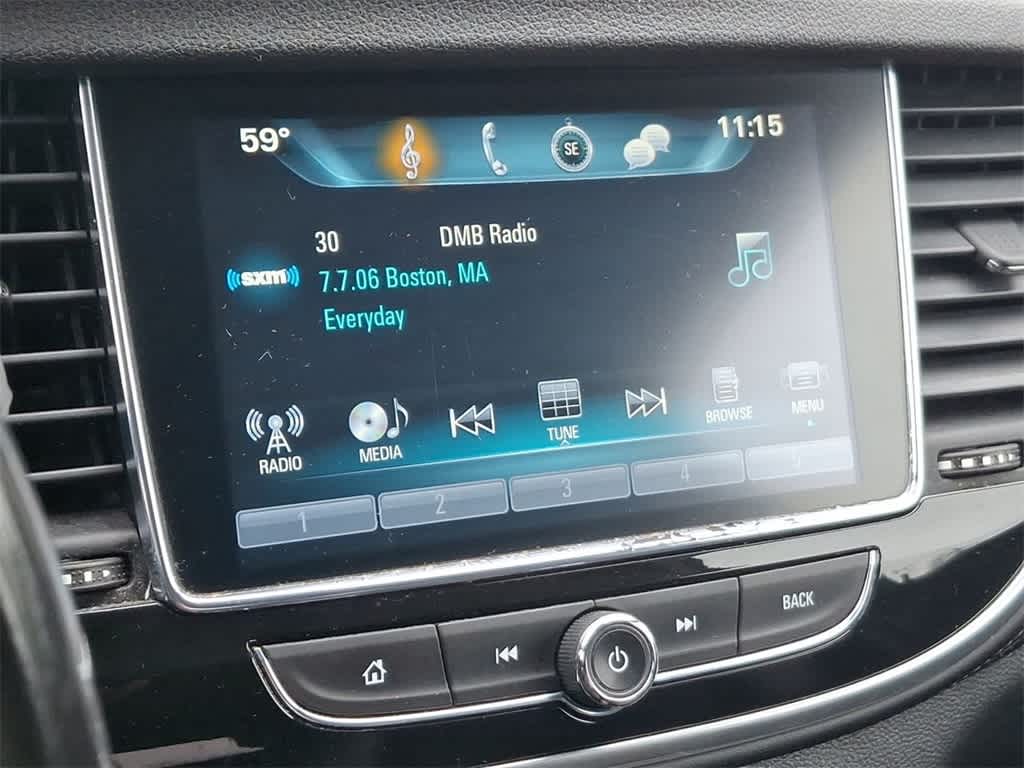 59° SE 11:15
30 DMB Radio
sxm 7.7.06 Boston, MA
Everyday
RADIO MEDIA TUNE BROWSE MENU
1 2 3 4 5
BACK